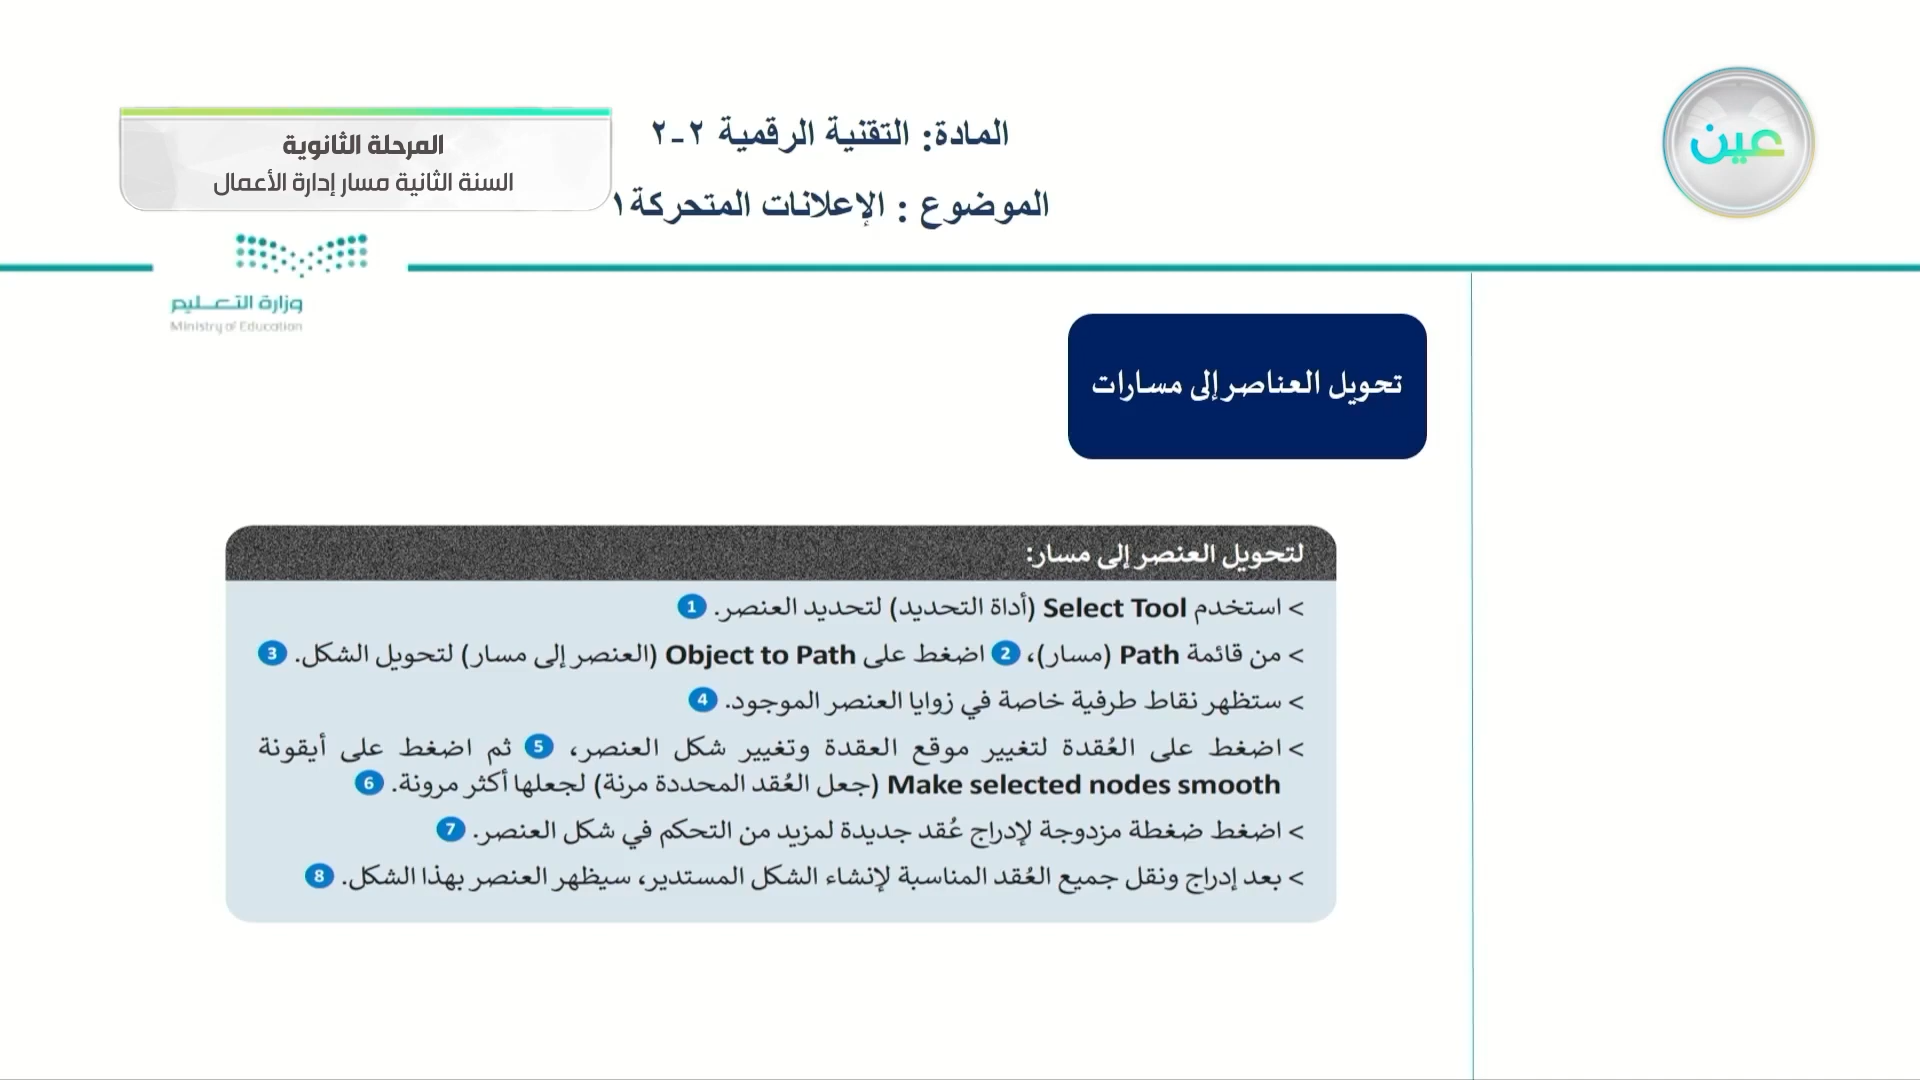 المادة: التقنية الرقمية ٢-٢
الموضوع : الإعلانات المتحركة١
المرحلة الثانوية
السنة الثانية مسار إدارة الأعمال
عين
وزارة التعليم
Ministry of Education
تحويل العناصر إلى مسارات
لتحويل العنصر إلى مسار:
> استخدم Select Tool (أداة التحديد) لتحديد العنصر. 1
> من قائمة Path (مسار)، 2 اضغط على Object to Path (العنصر إلى مسار) لتحويل الشكل. 3
> ستظهر نقاط طرفية خاصة في زوايا العنصر الموجود. 4
> اضغط على العُقدة لتغيير موقع العقدة وتغيير شكل العنصر، 5 ثم اضغط على أيقونة
Make selected nodes smooth (جعل العُقد المحددة مرنة) لجعلها أكثر مرونة. 6
> اضغط ضغطة مزدوجة لإدراج عُقد جديدة لمزيد من التحكم في شكل العنصر. 7
> بعد إدراج ونقل جميع العُقد المناسبة لإنشاء الشكل المستدير، سيظهر العنصر بهذا الشكل. 8